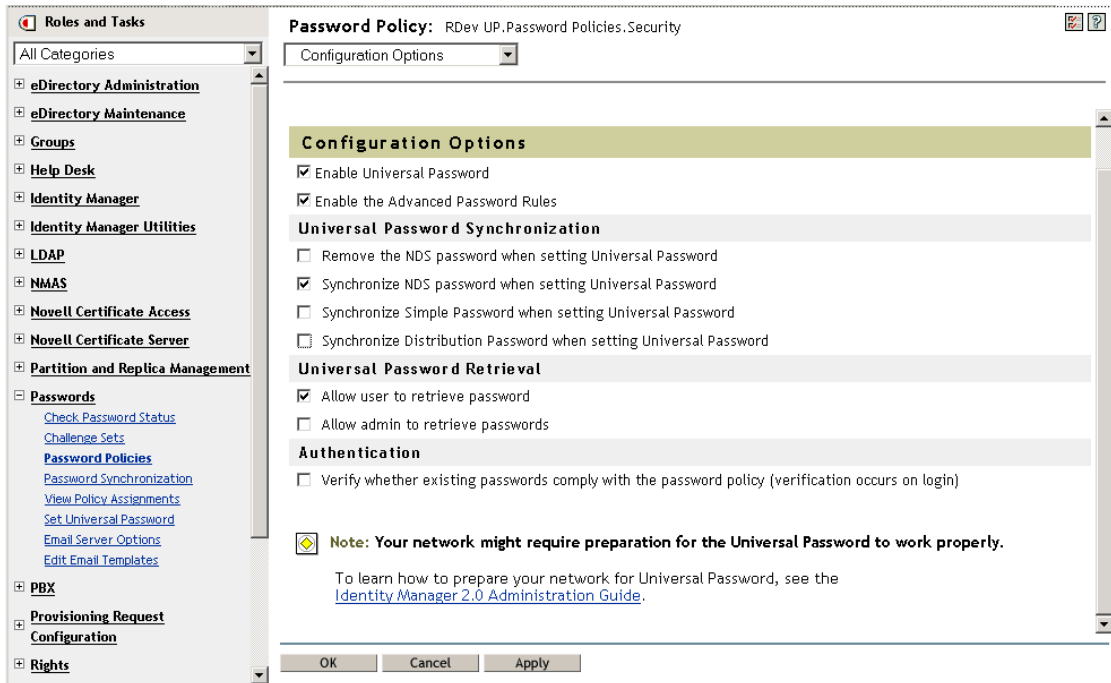 Roles and Tasks
All Categories
eDirectory Administration
eDirectory Maintenance
Groups
Help Desk
Identity Manager
Identity Manager Utilities
LDAP
NMAS
Novell Certificate Access
Novell Certificate Server
Partition and Replica Management
Passwords
Check Password Status
Challenge Sets
Password Policies
Password Synchronization
View Policy Assignments
Set Universal Password
Email Server Options
Edit Email Templates
PBX
Provisioning Request
Configuration
Rights
Password Policy: RDev UP.Password Policies.Security
?
Configuration Options
Configuration Options
Enable Universal Password
Enable the Advanced Password Rules
Universal Password Synchronization
Remove the NDS password when setting Universal Password
Synchronize NDS password when setting Universal Password
Synchronize Simple Password when setting Universal Password
Synchronize Distribution Password when setting Universal Password
Universal Password Retrieval
Allow user to retrieve password
Allow admin to retrieve passwords
Authentication
Verify whether existing passwords comply with the password policy (verification occurs on login)
Note: Your network might require preparation for the Universal Password to work properly.
To learn how to prepare your network for Universal Password, see the
Identity Manager 2.0 Administration Guide.
OK Cancel Apply